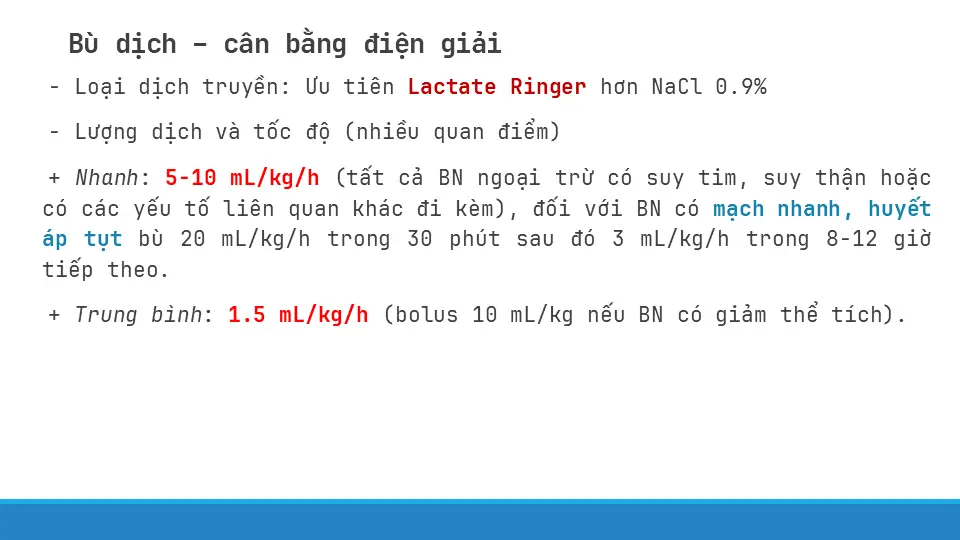 Bù dịch – cân bằng điện giải
- Loại dịch truyền: Ưu tiên Lactate Ringer hơn NaCl 0.9%
- Lượng dịch và tốc độ (nhiều quan điểm)
+ Nhanh: 5-10 mL/kg/h (tất cả BN ngoại trừ có suy tim, suy thận hoặc
có các yếu tố liên quan khác đi kèm), đối với BN có mạch nhanh, huyết
áp tụt bù 20 mL/kg/h trong 30 phút sau đó 3 mL/kg/h trong 8-12 giờ
tiếp theo.
+ Trung bình: 1.5 mL/kg/h (bolus 10 mL/kg nếu BN có giảm thể tích).